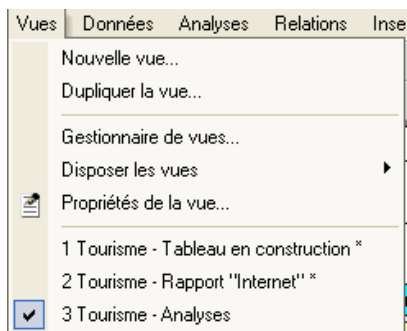 Vues Données Analyses Relations Inse
Nouvelle vue...
Dupliquer la vue...
Gestionnaire de vues...
Disposer les vues
Propriétés de la vue...
1 Tourisme - Tableau en construction *
2 Tourisme - Rapport "Internet" *
3 Tourisme - Analyses